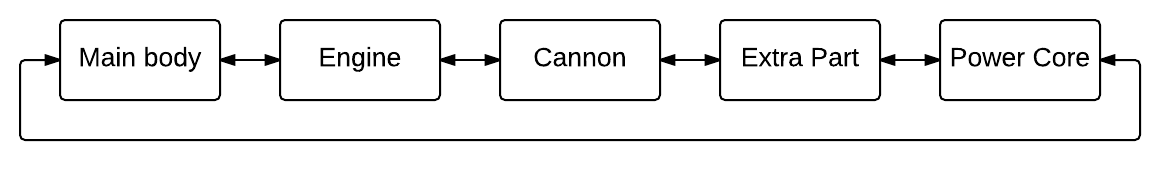 Main body
Engine
Cannon
Extra Part
Power Core